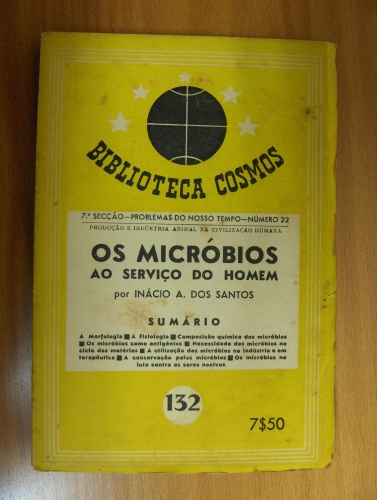 BIBLIOTECA COSMOS
7.ª SECÇÃO—PROBLEMAS DO NOSSO TEMPO—NÚMERO 22
PRODUÇÃO E INDÚSTRIA ANIMAL NA CIVILIZAÇÃO HUMANA
OS MICRÓBIOS
AO SERVIÇO DO HOMEM
por INÁCIO A. DOS SANTOS
SUMÁRIO
A Morfologia ■ A Fisiologia ■ Composição química dos micróbios
■ Os micróbios como antigénios ■ Necessidade dos micróbios no
ciclo das matérias ■ A utilização dos micróbios na indústria e em
terapêutica ■ A conservação pelos micróbios ■ Os micróbios na
luta contra os seres nocivos
132
7$50